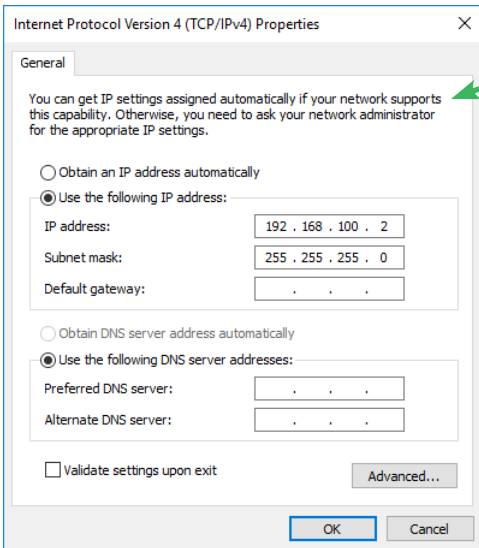 Internet Protocol Version 4 (TCP/IPv4) Properties
General
You can get IP settings assigned automatically if your network supports
this capability. Otherwise, you need to ask your network administrator
for the appropriate IP settings.
Obtain an IP address automatically
Use the following IP address:
IP address: 192 . 168 . 100 . 2
Subnet mask: 255 . 255 . 255 . 0
Default gateway: . . .
Obtain DNS server address automatically
Use the following DNS server addresses:
Preferred DNS server: . . .
Alternate DNS server: . . .
Validate settings upon exit
Advanced...
OK Cancel